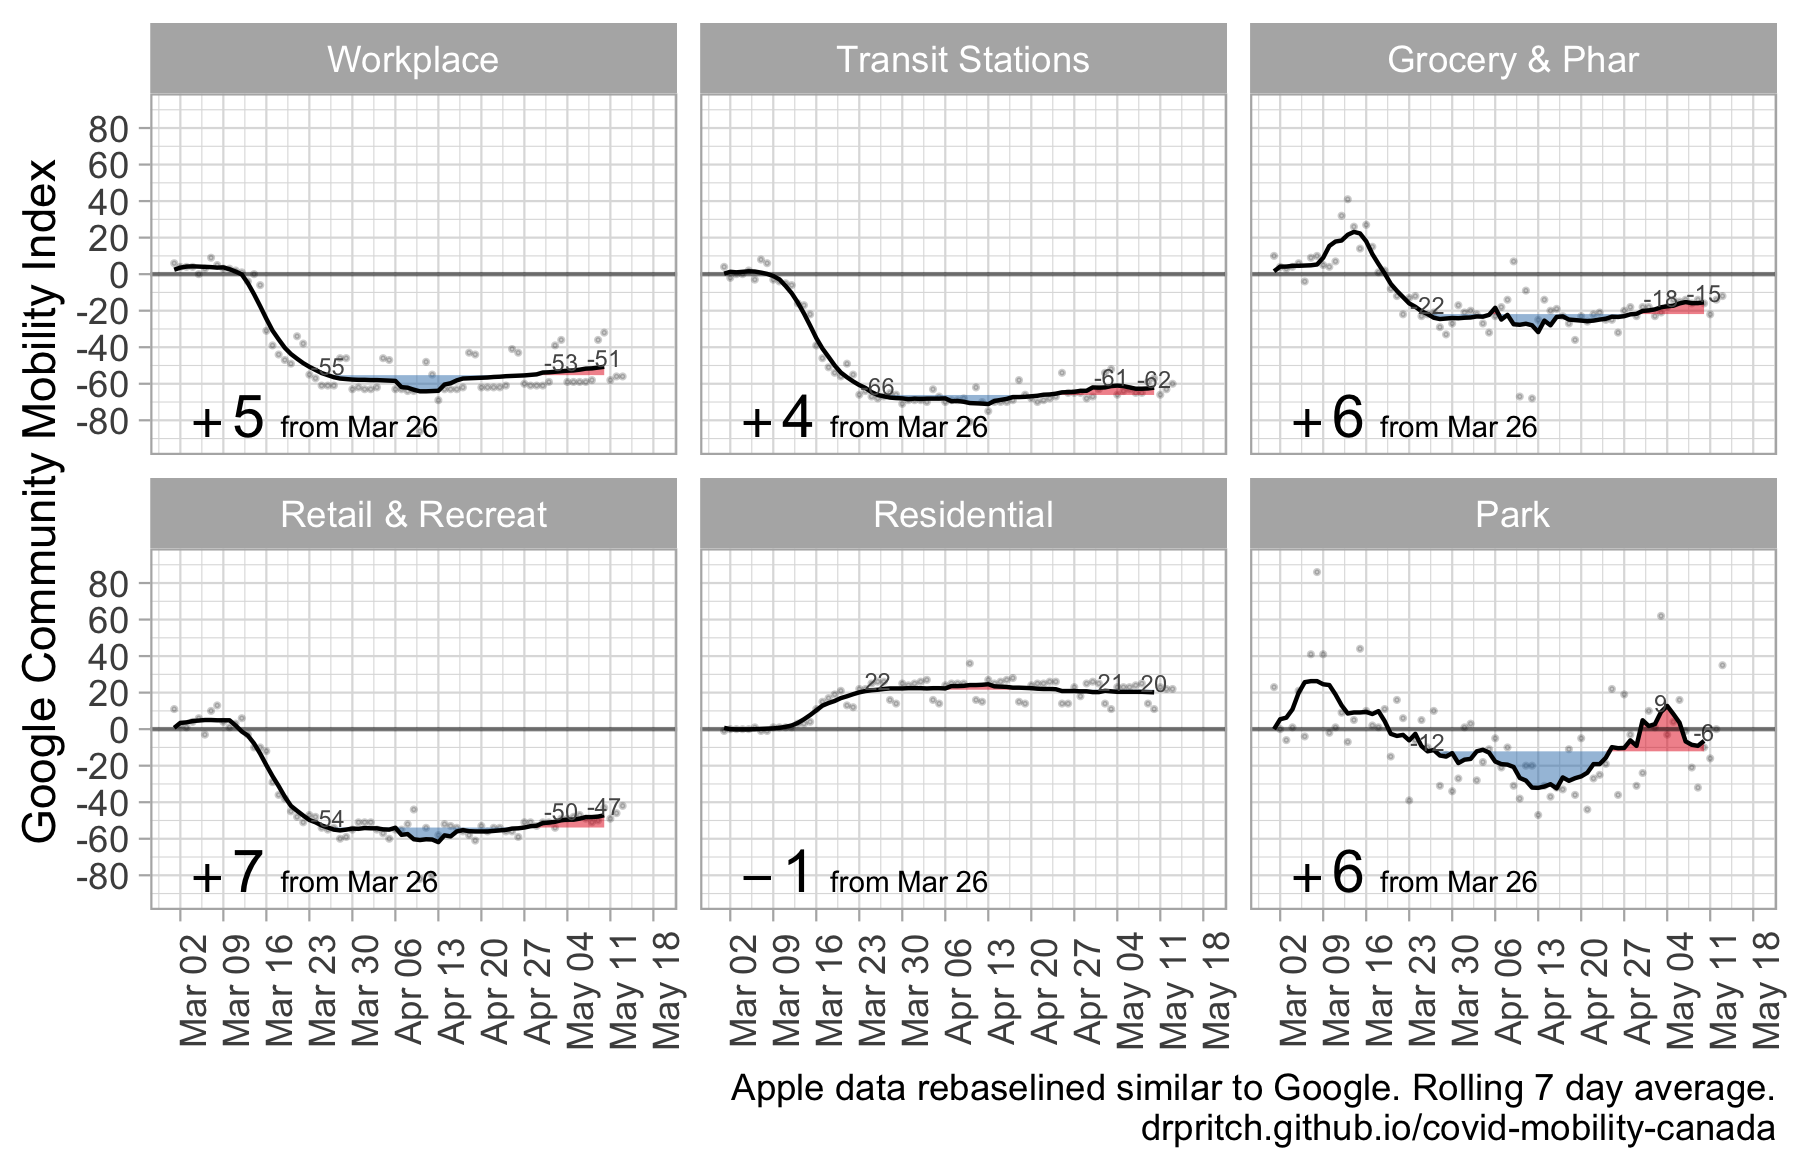 Workplace
Transit Stations
Grocery & Phar
Google Community Mobility Index
80
60
40
20
0
-20
-40
-60
-80
-55
-53
-51
+5 from Mar 26
-66
-61
-62
+4 from Mar 26
-22
-18
-15
+6 from Mar 26
Retail & Recreat
Residential
Park
80
60
40
20
0
-20
-40
-60
-80
-54
-50
-47
+7 from Mar 26
22
21
20
−1 from Mar 26
-12
9
-6
+6 from Mar 26
Mar 02
Mar 09
Mar 16
Mar 23
Mar 30
Apr 06
Apr 13
Apr 20
Apr 27
May 04
May 11
May 18
Mar 02
Mar 09
Mar 16
Mar 23
Mar 30
Apr 06
Apr 13
Apr 20
Apr 27
May 04
May 11
May 18
Mar 02
Mar 09
Mar 16
Mar 23
Mar 30
Apr 06
Apr 13
Apr 20
Apr 27
May 04
May 11
May 18
Apple data rebaselined similar to Google. Rolling 7 day average.
drpritch.github.io/covid-mobility-canada